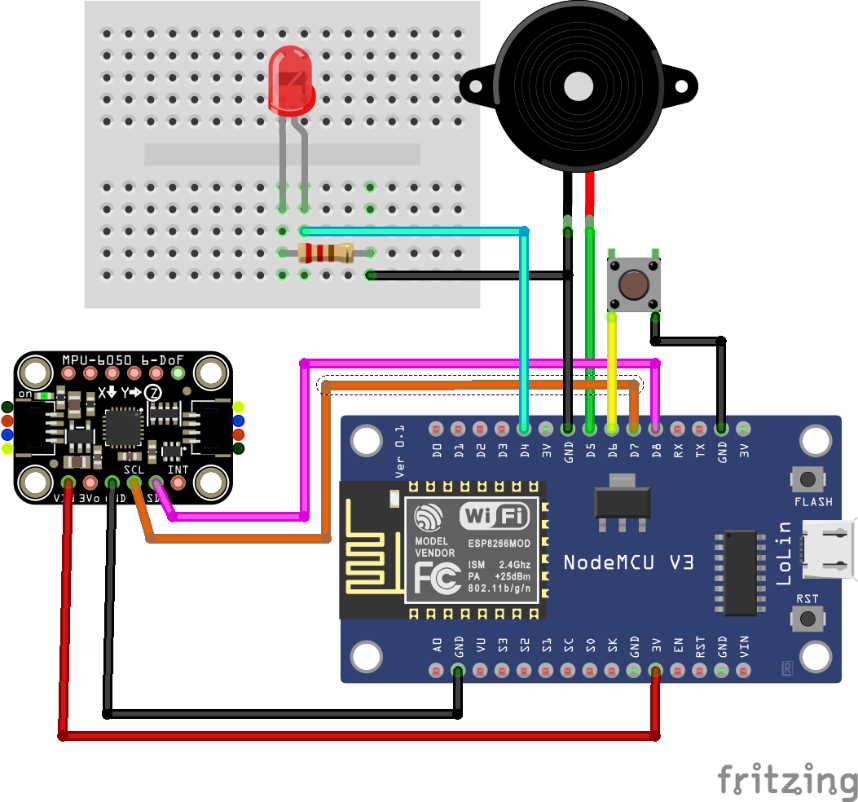 MPU-6050 6-DoF
on
X Y Z
SCL INT
VIN 3Vo GND SDA
Ver 0.1
D0 D1 D2 D3 D4 3V GND D5 D6 D7 D8 RX TX GND 3V
FLASH
WiFi
MODEL
VENDOR
ESP8266MOD
FC
ISM 2.4Ghz
PA +25dBm
802.11b/g/n
NodeMCU V3
LoLin
RST
A0 GND VU S3 S2 S1 SC S0 SK GND 3V EN RST GND VIN
R
fritzing